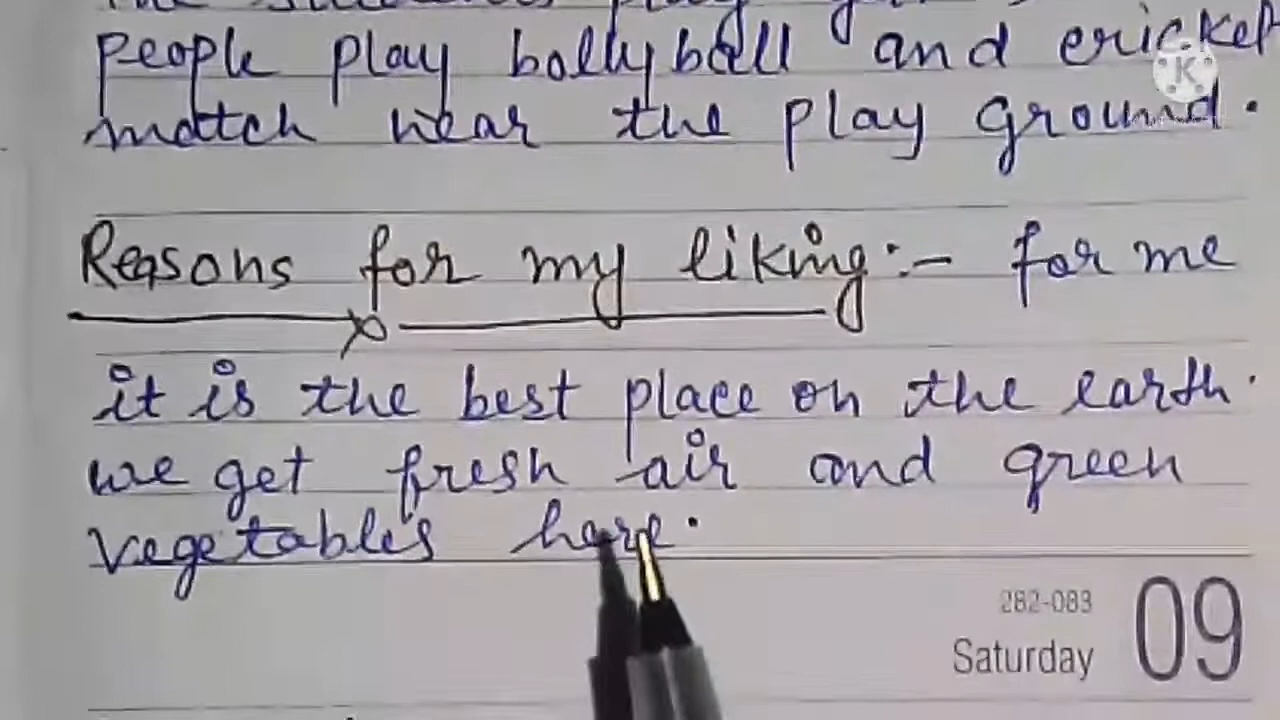 people play bollyball and cricket
match near the play ground.
Reasons for my liking :- for me
it is the best place on the earth.
we get fresh air and green
vegetables here.
282-083
Saturday 09
K